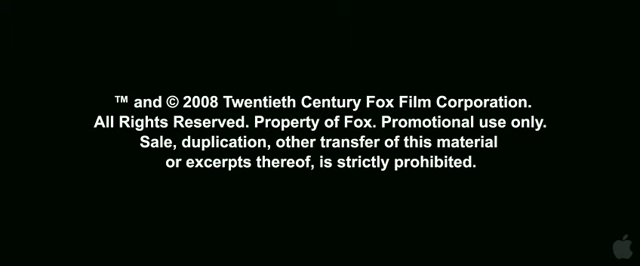 ™ and © 2008 Twentieth Century Fox Film Corporation.
All Rights Reserved. Property of Fox. Promotional use only.
Sale, duplication, other transfer of this material
or excerpts thereof, is strictly prohibited.